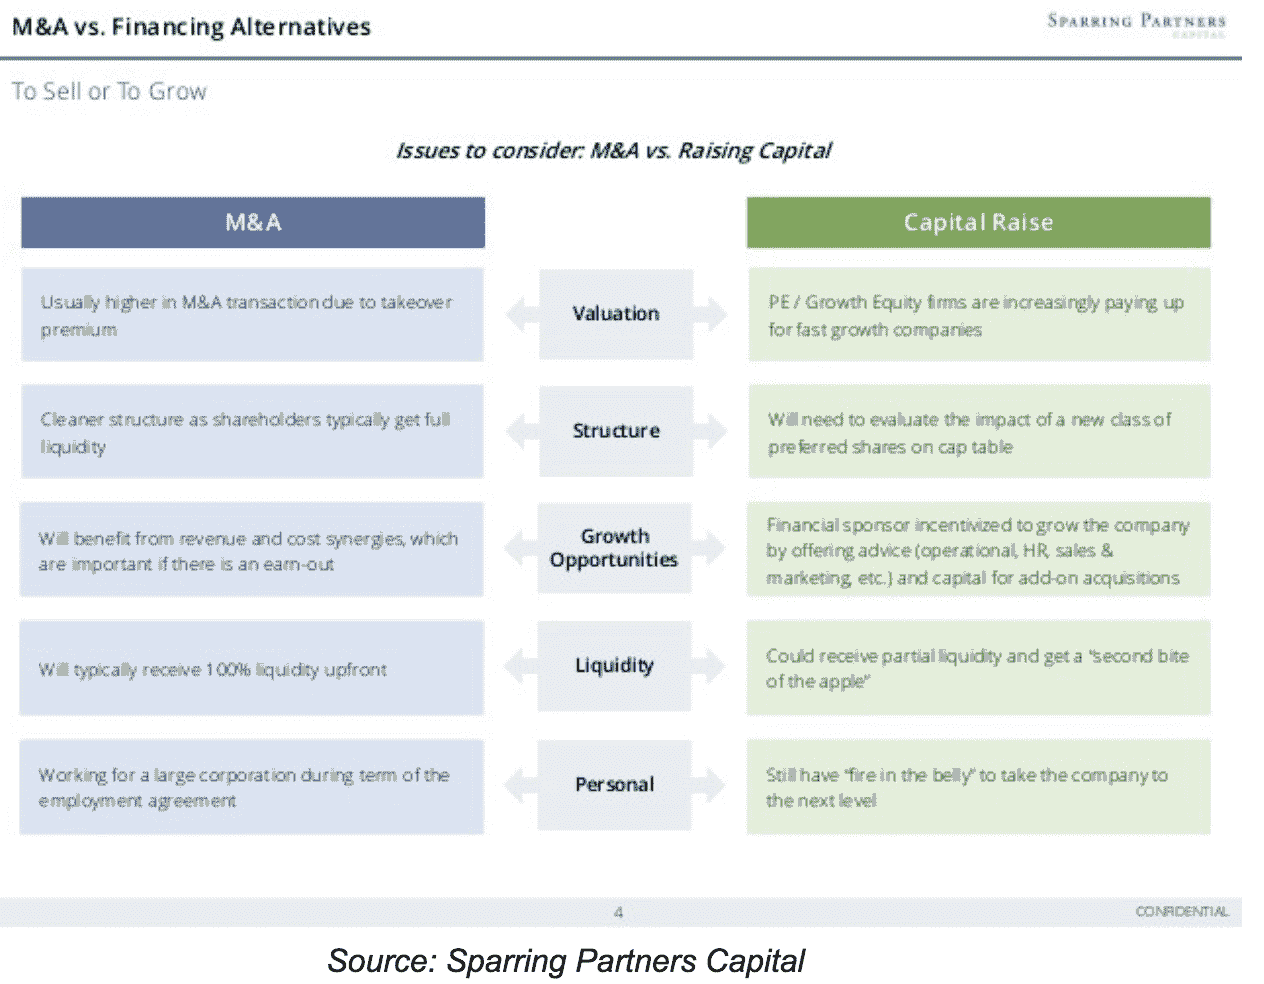 M&A vs. Financing Alternatives
SPARRING PARTNERS
CAPITAL
To Sell or To Grow
Issues to consider: M&A vs. Raising Capital
M&A
Capital Raise
Usually higher in M&A transaction due to takeover
premium
Valuation
PE / Growth Equity firms are increasingly paying up
for fast growth companies
Cleaner structure as shareholders typically get full
liquidity
Structure
Will need to evaluate the impact of a new class of
preferred shares on cap table
Will benefit from revenue and cost synergies, which
are important if there is an earn-out
Growth
Opportunities
Financial sponsor incentivized to grow the company
by offering advice (operational, HR, sales &
marketing, etc.) and capital for add-on acquisitions
Will typically receive 100% liquidity upfront
Liquidity
Could receive partial liquidity and get a "second bite
of the apple"
Working for a large corporation during term of the
employment agreement
Personal
Still have "fire in the belly" to take the company to
the next level
4
CONFIDENTIAL
Source: Sparring Partners Capital